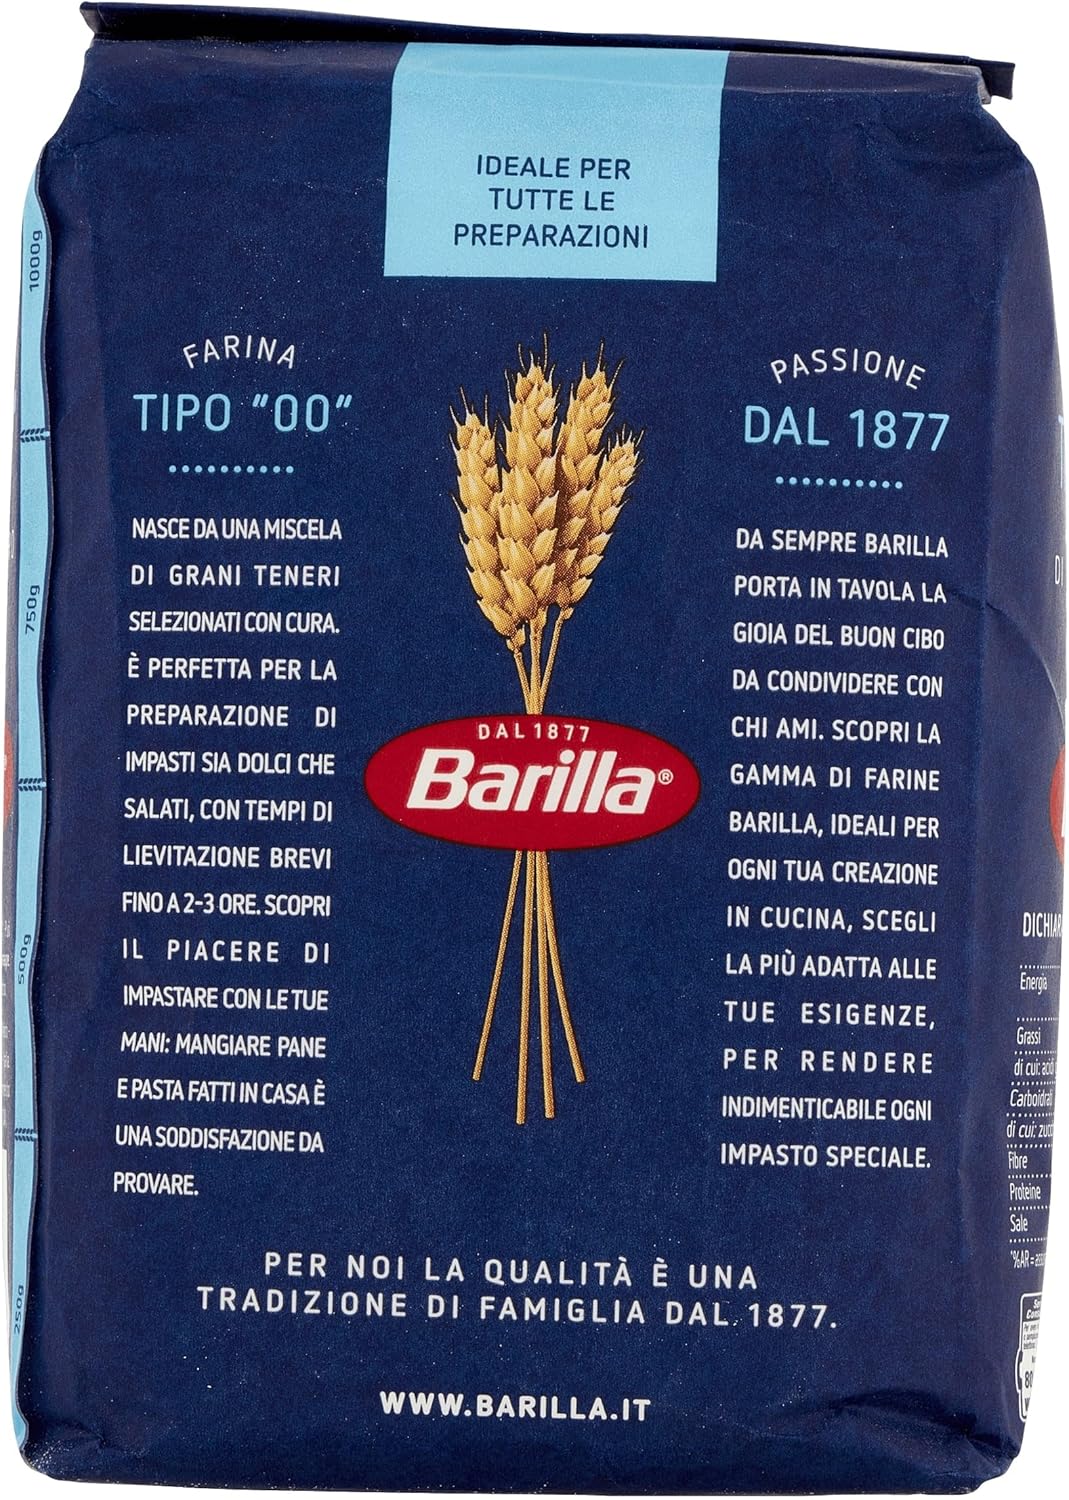 IDEALE PER
TUTTE LE
PREPARAZIONI
FARINA
TIPO "00"
NASCE DA UNA MISCELA
DI GRANI TENERI
SELEZIONATI CON CURA.
È PERFETTA PER LA
PREPARAZIONE DI
IMPASTI SIA DOLCI CHE
SALATI, CON TEMPI DI
LIEVITAZIONE BREVI
FINO A 2-3 ORE. SCOPRI
IL PIACERE DI
IMPASTARE CON LE TUE
MANI: MANGIARE PANE
E PASTA FATTI IN CASA È
UNA SODDISFAZIONE DA
PROVARE.
DAL 1877
Barilla®
PASSIONE
DAL 1877
DA SEMPRE BARILLA
PORTA IN TAVOLA LA
GIOIA DEL BUON CIBO
DA CONDIVIDERE CON
CHI AMI. SCOPRI LA
GAMMA DI FARINE
BARILLA, IDEALI PER
OGNI TUA CREAZIONE
IN CUCINA, SCEGLI
LA PIÙ ADATTA ALLE
TUE ESIGENZE,
PER RENDERE
INDIMENTICABILE OGNI
IMPASTO SPECIALE.
PER NOI LA QUALITÀ È UNA
TRADIZIONE DI FAMIGLIA DAL 1877.
WWW.BARILLA.IT
1000g
750g
500g
250g
Energia
Grassi
di cui:
Carboidrati
di cui:
Fibre
Proteine
Sale